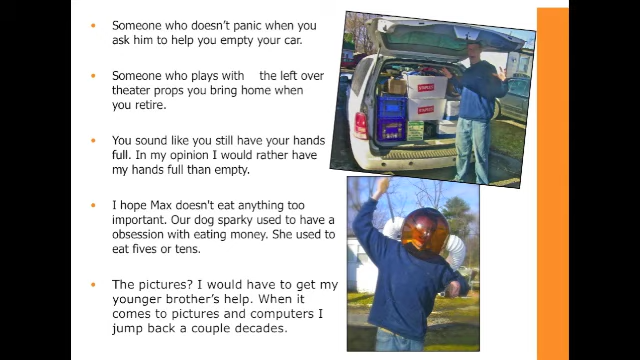 Someone who doesn't panic when you
ask him to help you empty your car.
Someone who plays with the left over
theater props you bring home when
you retire.
You sound like you still have your hands
full. In my opinion I would rather have
my hands full than empty.
I hope Max doesn't eat anything too
important. Our dog sparky used to have a
obsession with eating money. She used to
eat fives or tens.
The pictures? I would have to get my
younger brother's help. When it
comes to pictures and computers I
jump back a couple decades.
STAPLES
STAPLES